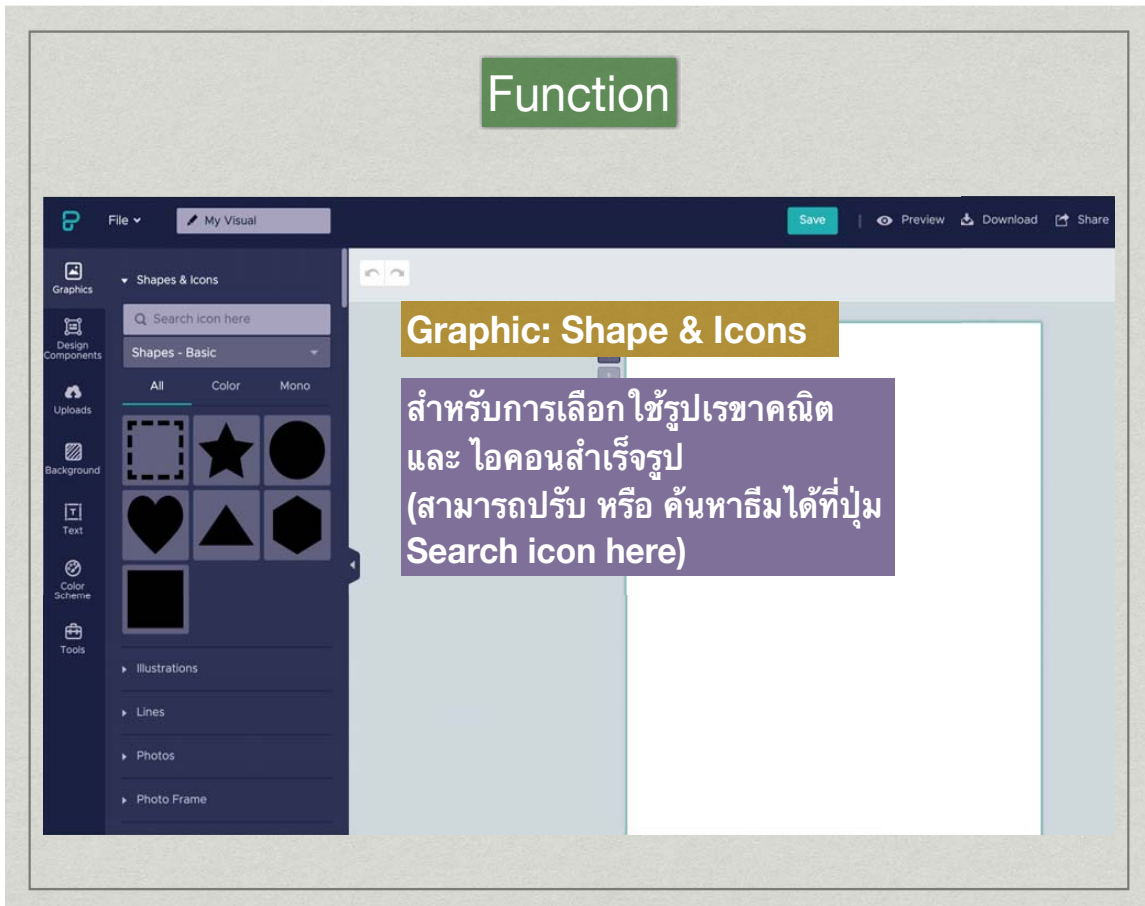 Function
File
My Visual
Save
Preview
Download
Share
Graphics
Design
Components
Uploads
Background
Text
Color
Scheme
Tools
Shapes & Icons
Search icon here
Shapes - Basic
All Color Mono
Illustrations
Lines
Photos
Photo Frame
Graphic: Shape & Icons
สำหรับการเลือกใช้รูปเรขาคณิต
และ ไอคอนสำเร็จรูป
(สามารถปรับ หรือ ค้นหาธีมได้ที่ปุ่ม
Search icon here)